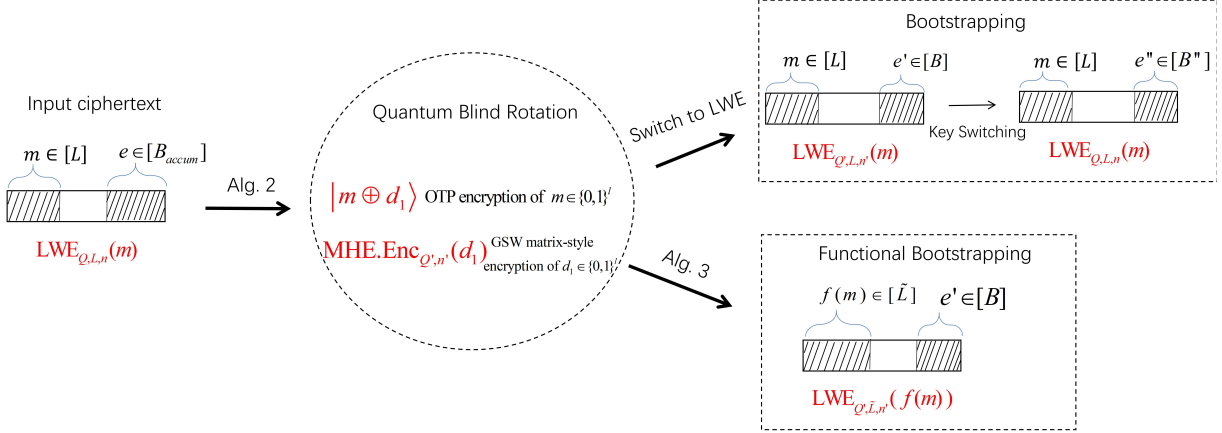 Input ciphertext
m ∈ [L]
e ∈ [B_accum]
LWE_{Q,L,n}(m)
Alg. 2
Quantum Blind Rotation
|m ⊕ d_1⟩ OTP encryption of m ∈ {0,1}^l
MHE.Enc_{Q',n'}(d_1) GSW matrix-style
encryption of d_1 ∈ {0,1}^l
Switch to LWE
Alg. 3
Bootstrapping
m ∈ [L]
e' ∈ [B]
LWE_{Q',L,n'}(m)
Key Switching
m ∈ [L]
e'' ∈ [B'']
LWE_{Q,L,n}(m)
Functional Bootstrapping
f(m) ∈ [L̃]
e' ∈ [B]
LWE_{Q',L̃,n'}(f(m))